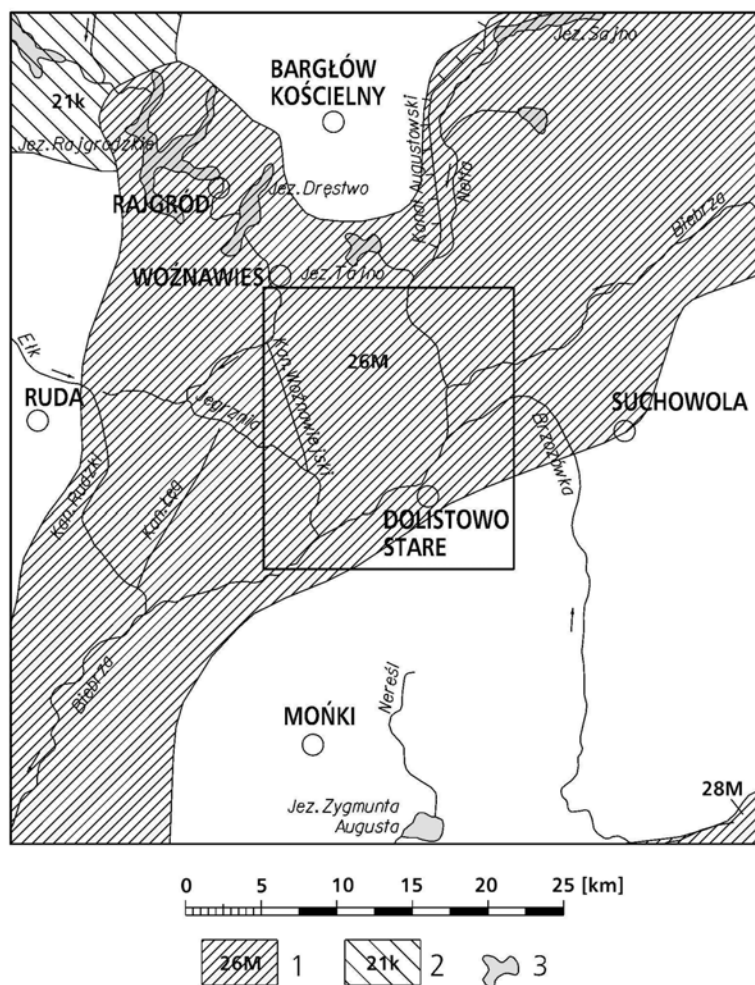 Jez. Sajno
BARGŁÓW
KOŚCIELNY
21k
Jez. Rajgrodzkie
Kanał Augustowski
Netta
Jez. Dręstwo
RAJGRÓD
Biebrza
WOŹNAWIEŚ
Jez. Tajno
Ełk
26M
Kan. Woźnawiejski
RUDA
Jegrznia
SUCHOWOLA
Brzozówka
Kan. Rudzki
Kan. Łęg
DOLISTOWO
STARE
Biebrza
Nereśl
MOŃKI
28M
Jez. Zygmunta
Augusta
0 5 10 15 20 25 [km]
26M 1 21k 2 3